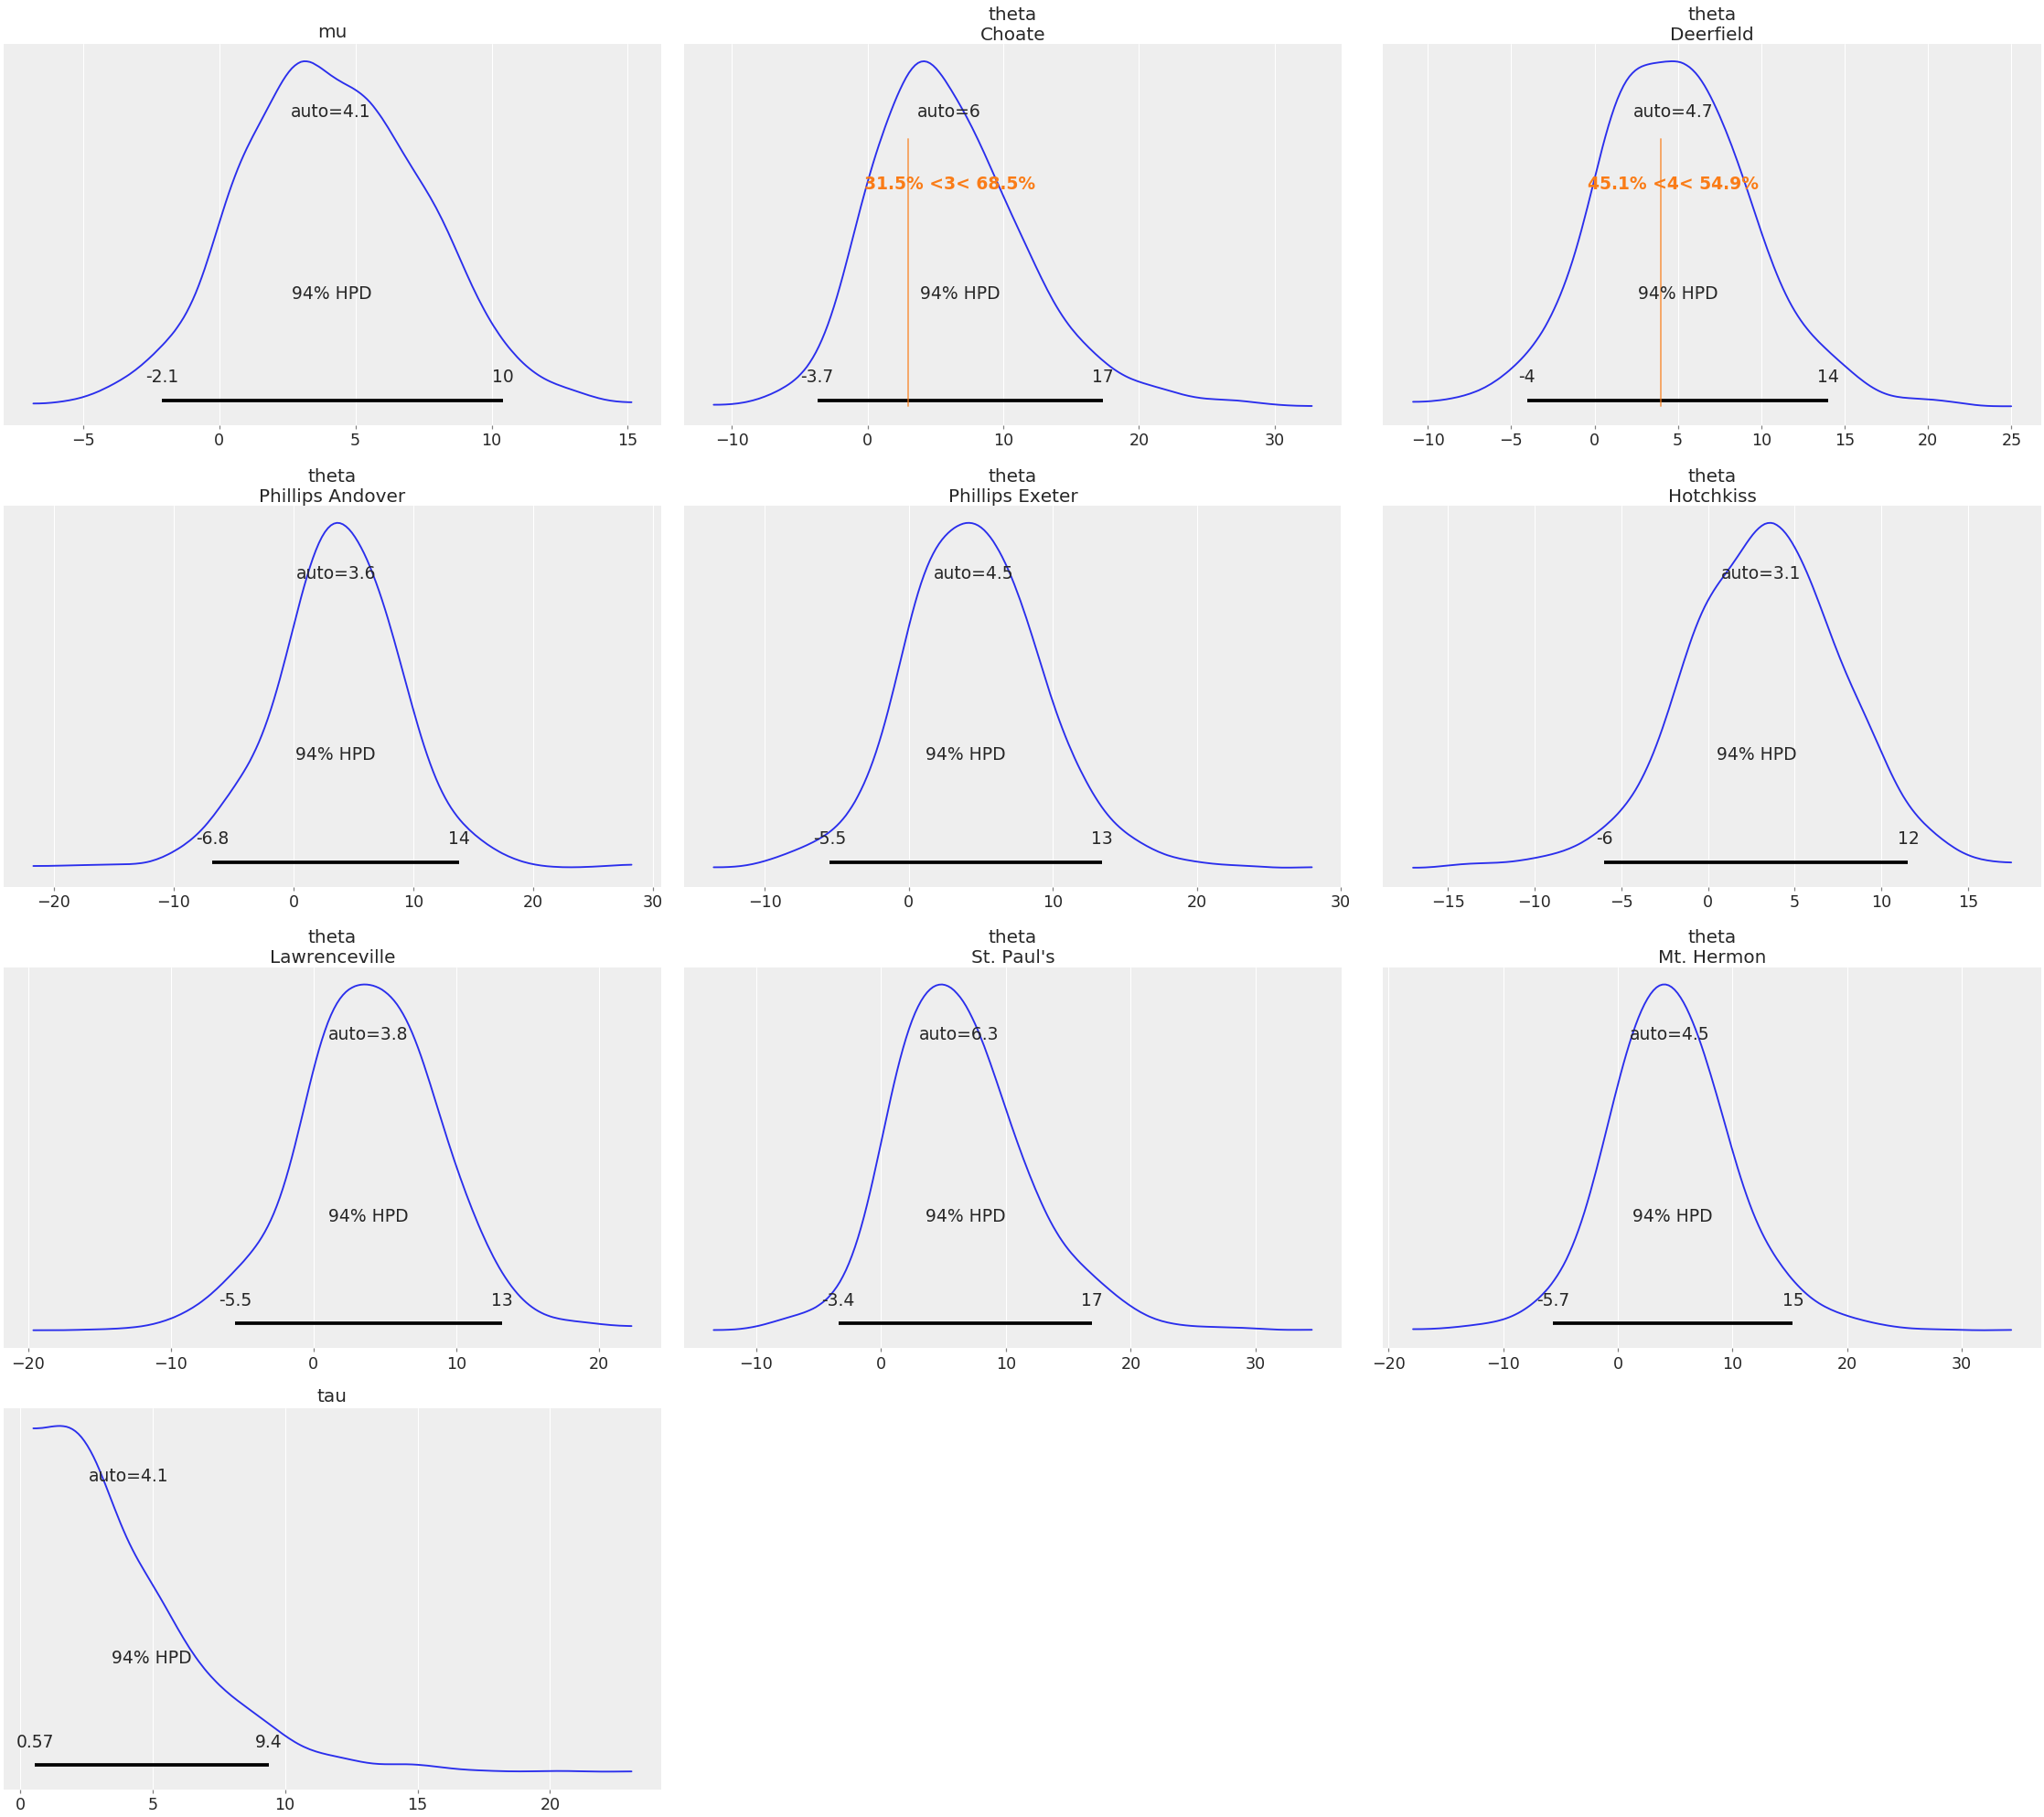 mu
auto=4.1
94% HPD
-2.1 10
−5 0 5 10 15
theta
Choate
auto=6
31.5% <3< 68.5%
94% HPD
-3.7 17
−10 0 10 20 30
theta
Deerfield
auto=4.7
45.1% <4< 54.9%
94% HPD
-4 14
−10 −5 0 5 10 15 20 25
theta
Phillips Andover
auto=3.6
94% HPD
-6.8 14
−20 −10 0 10 20 30
theta
Phillips Exeter
auto=4.5
94% HPD
-5.5 13
−10 0 10 20 30
theta
Hotchkiss
auto=3.1
94% HPD
-6 12
−15 −10 −5 0 5 10 15
theta
Lawrenceville
auto=3.8
94% HPD
-5.5 13
−20 −10 0 10 20
theta
St. Paul's
auto=6.3
94% HPD
-3.4 17
−10 0 10 20 30
theta
Mt. Hermon
auto=4.5
94% HPD
-5.7 15
−20 −10 0 10 20 30
tau
auto=4.1
94% HPD
0.57 9.4
0 5 10 15 20